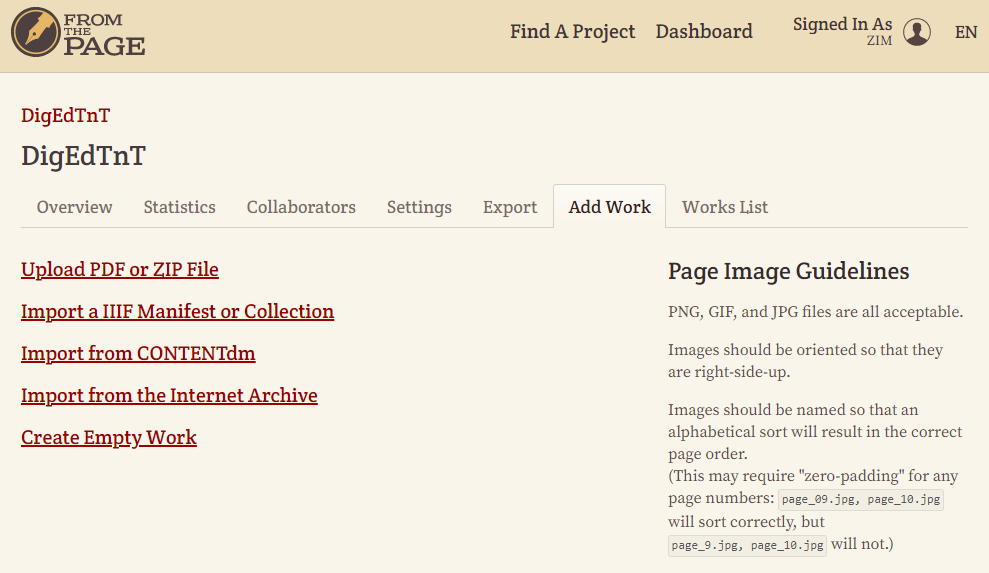 FROM
THE
PAGE
Find A Project
Dashboard
Signed In As
ZIM
EN
DigEdTnT
DigEdTnT
Overview
Statistics
Collaborators
Settings
Export
Add Work
Works List
Upload PDF or ZIP File
Import a IIIF Manifest or Collection
Import from CONTENTdm
Import from the Internet Archive
Create Empty Work
Page Image Guidelines
PNG, GIF, and JPG files are all acceptable.
Images should be oriented so that they
are right-side-up.
Images should be named so that an
alphabetical sort will result in the correct
page order.
(This may require "zero-padding" for any
page numbers: page_09.jpg, page_10.jpg
will sort correctly, but
page_9.jpg, page_10.jpg will not.)